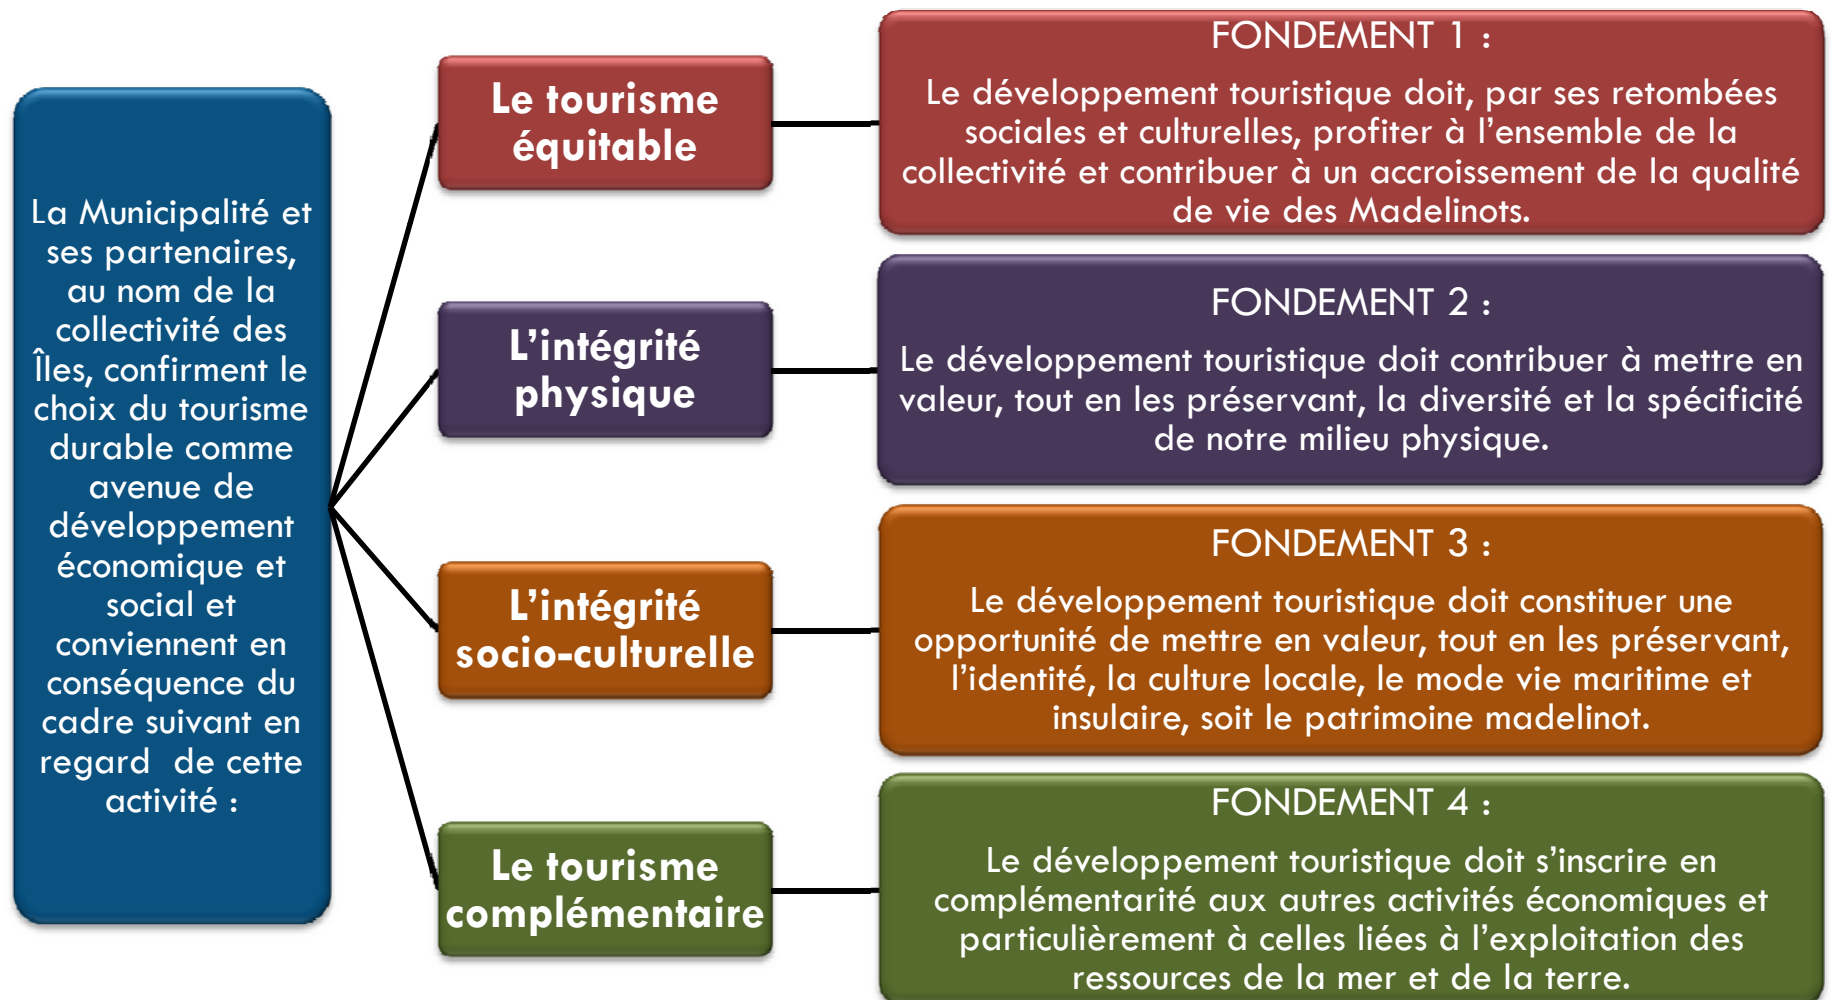 La Municipalité et
ses partenaires,
au nom de la
collectivité des
Îles, confirment le
choix du tourisme
durable comme
avenue de
développement
économique et
social et
conviennent en
conséquence du
cadre suivant en
regard de cette
activité :
Le tourisme
équitable
FONDEMENT 1 :
Le développement touristique doit, par ses retombées
sociales et culturelles, profiter à l’ensemble de la
collectivité et contribuer à un accroissement de la qualité
de vie des Madelinots.
L’intégrité
physique
FONDEMENT 2 :
Le développement touristique doit contribuer à mettre en
valeur, tout en les préservant, la diversité et la spécificité
de notre milieu physique.
L’intégrité
socio-culturelle
FONDEMENT 3 :
Le développement touristique doit constituer une
opportunité de mettre en valeur, tout en les préservant,
l’identité, la culture locale, le mode vie maritime et
insulaire, soit le patrimoine madelinot.
Le tourisme
complémentaire
FONDEMENT 4 :
Le développement touristique doit s’inscrire en
complémentarité aux autres activités économiques et
particulièrement à celles liées à l’exploitation des
ressources de la mer et de la terre.